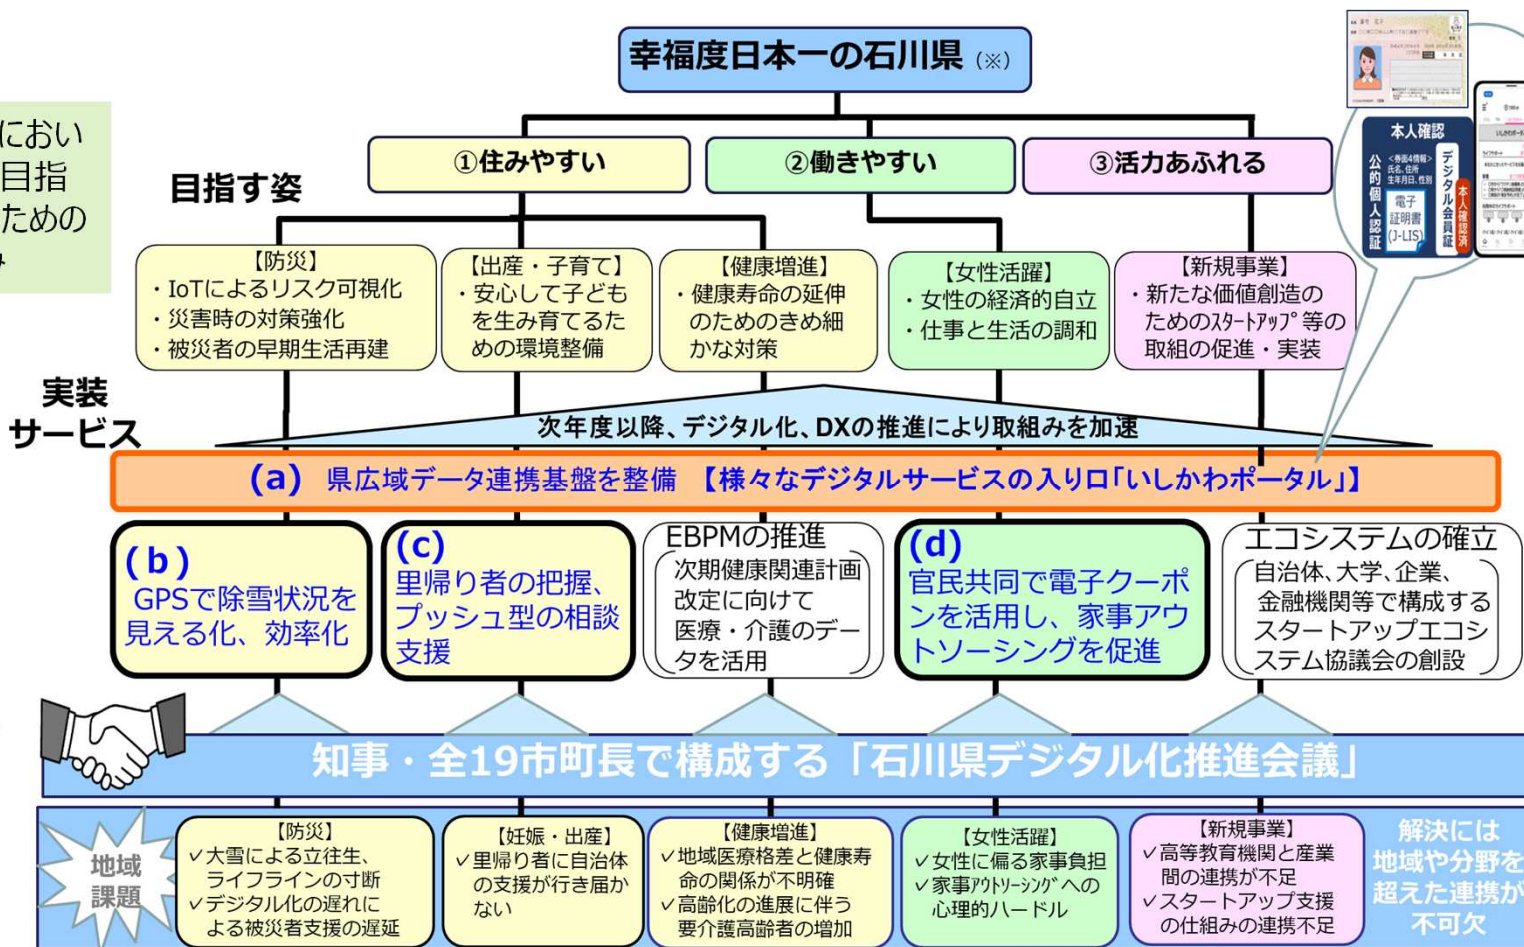 幸福度日本一の石川県（※）
におい
目指
ための
目指す姿
①住みやすい
②働きやすい
③活力あふれる
本人確認
公的個人認証
<券面4情報>
氏名、住所
生年月日、性別
電子
証明書
(J-LIS)
デジタル会員証
本人確認済
【防災】
・IoTによるリスク可視化
・災害時の対策強化
・被災者の早期生活再建
【出産・子育て】
・安心して子ども
を生み育てるた
めの環境整備
【健康増進】
・健康寿命の延伸
のためのきめ細
かな対策
【女性活躍】
・女性の経済的自立
・仕事と生活の調和
【新規事業】
・新たな価値創造の
ためのｽﾀｰﾄｱｯﾌﾟ等の
取組の促進・実装
実装
サービス
次年度以降、デジタル化、DXの推進により取組みを加速
(a) 県広域データ連携基盤を整備 【様々なデジタルサービスの入り口「いしかわポータル」】
(b)
GPSで除雪状況を
見える化、効率化
(c)
里帰り者の把握、
プッシュ型の相談
支援
EBPMの推進
次期健康関連計画
改定に向けて
医療・介護のデー
タを活用
(d)
官民共同で電子クーポ
ンを活用し、家事アウ
トソーシングを促進
エコシステムの確立
自治体、大学、企業、
金融機関等で構成する
スタートアップエコシ
ステム協議会の創設
知事・全19市町長で構成する「石川県デジタル化推進会議」
地域
課題
【防災】
✓大雪による立往生、
ライフラインの寸断
✓デジタル化の遅れに
よる被災者支援の遅延
【妊娠・出産】
✓里帰り者に自治体
の支援が行き届か
ない
【健康増進】
✓地域医療格差と健康寿
命の関係が不明確
✓高齢化の進展に伴う
要介護高齢者の増加
【女性活躍】
✓女性に偏る家事負担
✓家事ｱｳﾄｿｰｼﾝｸﾞへの
心理的ハードル
【新規事業】
✓高等教育機関と産業
間の連携が不足
✓スタートアップ支援
の仕組みの連携不足
解決には
地域や分野を
超えた連携が
不可欠